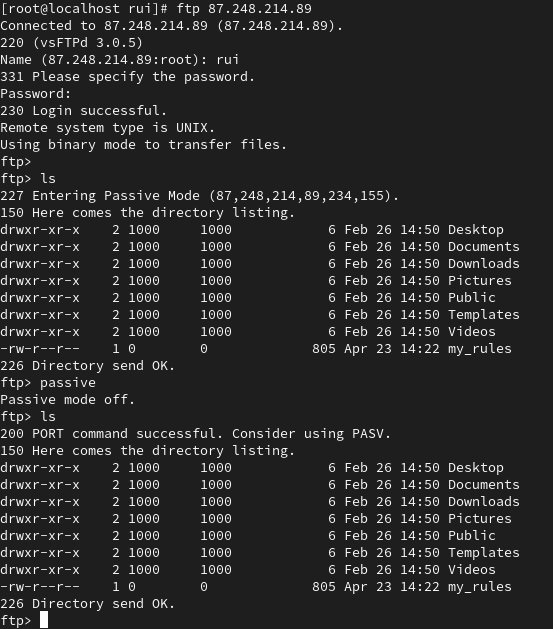 [root@localhost rui]# ftp 87.248.214.89
Connected to 87.248.214.89 (87.248.214.89).
220 (vsFTPd 3.0.5)
Name (87.248.214.89:root): rui
331 Please specify the password.
Password:
230 Login successful.
Remote system type is UNIX.
Using binary mode to transfer files.
ftp>
ftp> ls
227 Entering Passive Mode (87,248,214,89,234,155).
150 Here comes the directory listing.
drwxr-xr-x    2 1000     1000            6 Feb 26 14:50 Desktop
drwxr-xr-x    2 1000     1000            6 Feb 26 14:50 Documents
drwxr-xr-x    2 1000     1000            6 Feb 26 14:50 Downloads
drwxr-xr-x    2 1000     1000            6 Feb 26 14:50 Pictures
drwxr-xr-x    2 1000     1000            6 Feb 26 14:50 Public
drwxr-xr-x    2 1000     1000            6 Feb 26 14:50 Templates
drwxr-xr-x    2 1000     1000            6 Feb 26 14:50 Videos
-rw-r--r--    1 0        0             805 Apr 23 14:22 my_rules
226 Directory send OK.
ftp> passive
Passive mode off.
ftp> ls
200 PORT command successful. Consider using PASV.
150 Here comes the directory listing.
drwxr-xr-x    2 1000     1000            6 Feb 26 14:50 Desktop
drwxr-xr-x    2 1000     1000            6 Feb 26 14:50 Documents
drwxr-xr-x    2 1000     1000            6 Feb 26 14:50 Downloads
drwxr-xr-x    2 1000     1000            6 Feb 26 14:50 Pictures
drwxr-xr-x    2 1000     1000            6 Feb 26 14:50 Public
drwxr-xr-x    2 1000     1000            6 Feb 26 14:50 Templates
drwxr-xr-x    2 1000     1000            6 Feb 26 14:50 Videos
-rw-r--r--    1 0        0             805 Apr 23 14:22 my_rules
226 Directory send OK.
ftp>